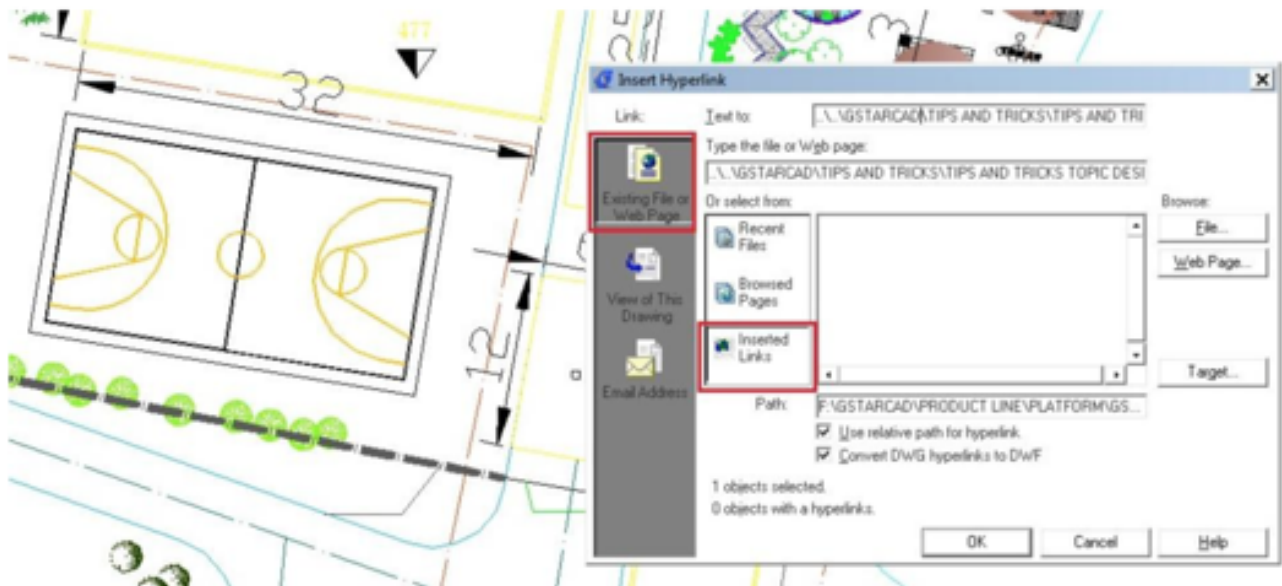 477
32
12
Insert Hyperlink
Link:
Text to:
..\..\GSTARCAD\TIPS AND TRICKS\TIPS AND TRI
Type the file or Web page:
..\..\GSTARCAD\TIPS AND TRICKS\TIPS AND TRICKS TOPIC DESI
Existing File or
Web Page
Or select from:
Browse:
Recent
Files
File...
Web Page...
View of This
Drawing
Browsed
Pages
Inserted
Links
Target...
Email Address
Path:
F:\GSTARCAD\PRODUCT LINE\PLATFORM\GS...
Use relative path for hyperlink
Convert DWG hyperlinks to DWF
1 objects selected.
0 objects with a hyperlinks.
OK
Cancel
Help